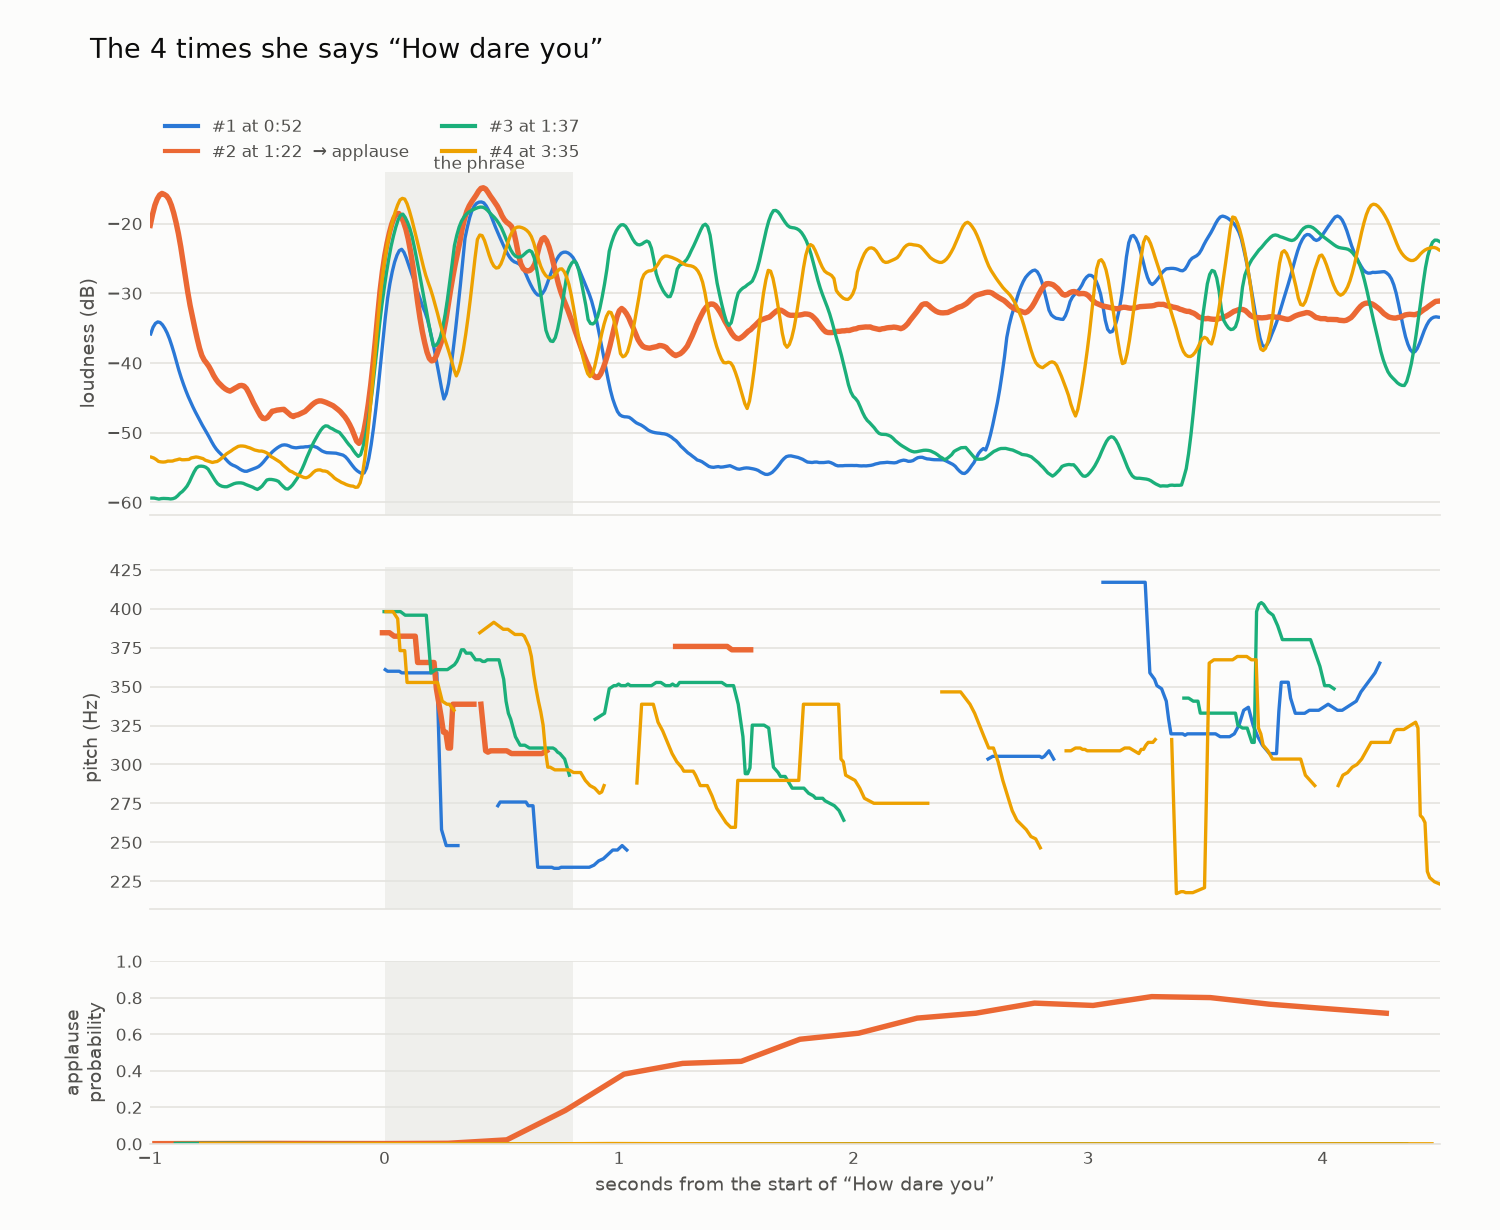 The 4 times she says “How dare you”
#1 at 0:52
#2 at 1:22 → applause
#3 at 1:37
#4 at 3:35
the phrase
loudness (dB)
−20
−30
−40
−50
−60
pitch (Hz)
425
400
375
350
325
300
275
250
225
applause
probability
1.0
0.8
0.6
0.4
0.2
0.0
−1 0 1 2 3 4
seconds from the start of “How dare you”